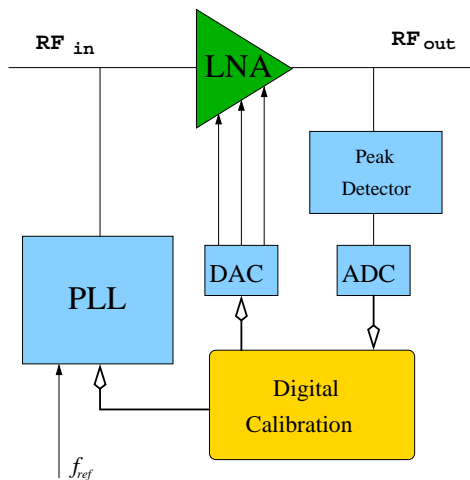 RF in
RF out
LNA
Peak
Detector
DAC
ADC
PLL
Digital
Calibration
f ref